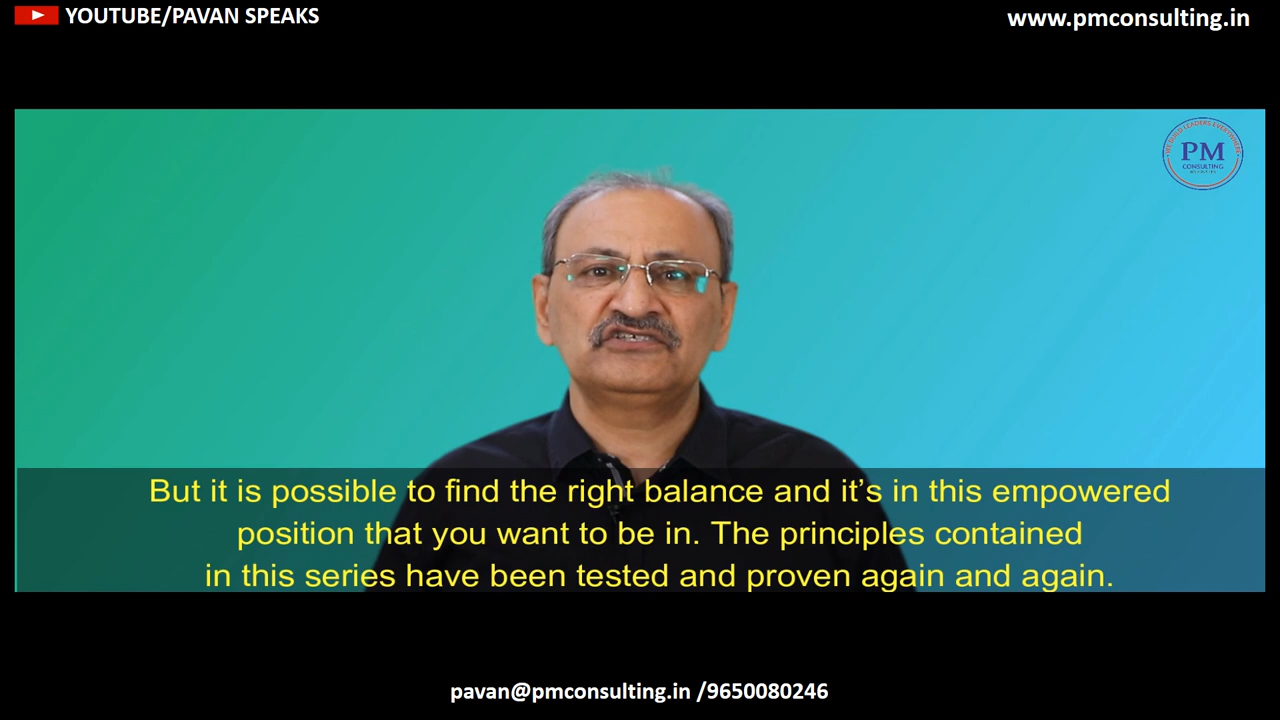 YOUTUBE/PAVAN SPEAKS
www.pmconsulting.in
PM
CONSULTING
But it is possible to find the right balance and it’s in this empowered
position that you want to be in. The principles contained
in this series have been tested and proven again and again.
pavan@pmconsulting.in /9650080246